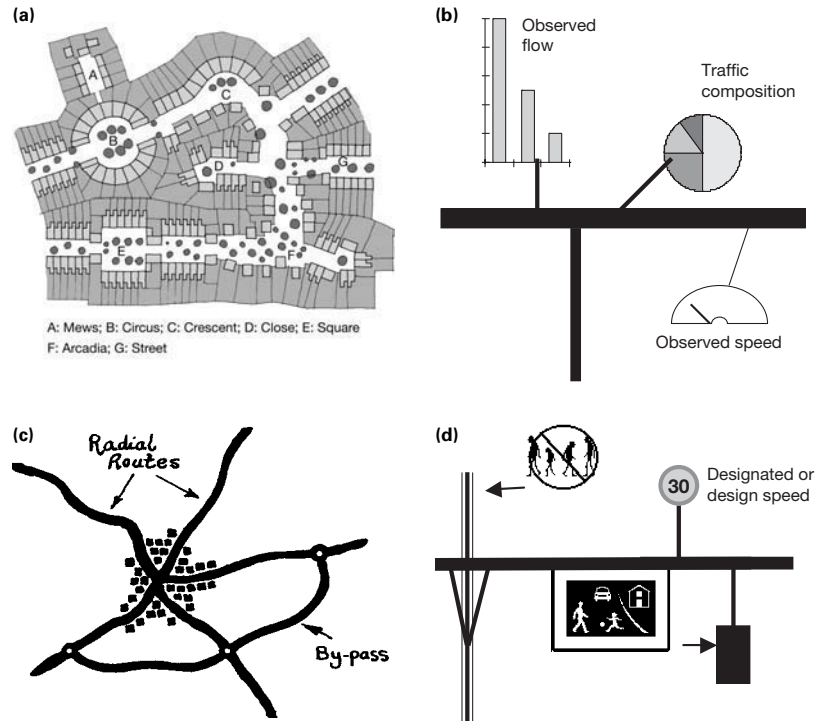 (a)
A
B
C
D
G
E
F
A: Mews; B: Circus; C: Crescent; D: Close; E: Square
F: Arcadia; G: Street
(b)
Observed
flow
Traffic
composition
Observed speed
(c)
Radial
Routes
By-pass
(d)
30
Designated or
design speed